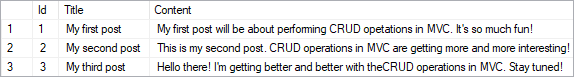 Id Title Content
1 1 My first post My first post will be about performing CRUD opetations in MVC. It's so much fun!
2 2 My second post This is my second post. CRUD operations in MVC are getting more and more interesting!
3 3 My third post Hello there! I'm getting better and better with theCRUD operations in MVC. Stay tuned!